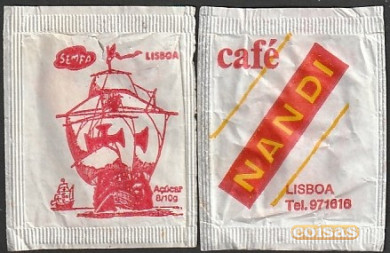 SEMPA
LISBOA
Açúcar
8/10g
café
NANDI
LISBOA
Tel. 971616
coisas